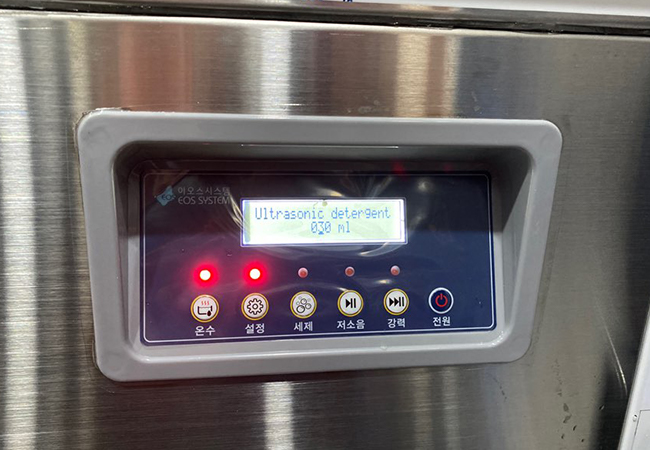 이오스시스템
EOS SYSTEM
Ultrasonic detergent
030 ml
온수 설정 세제 저소음 강력 전원